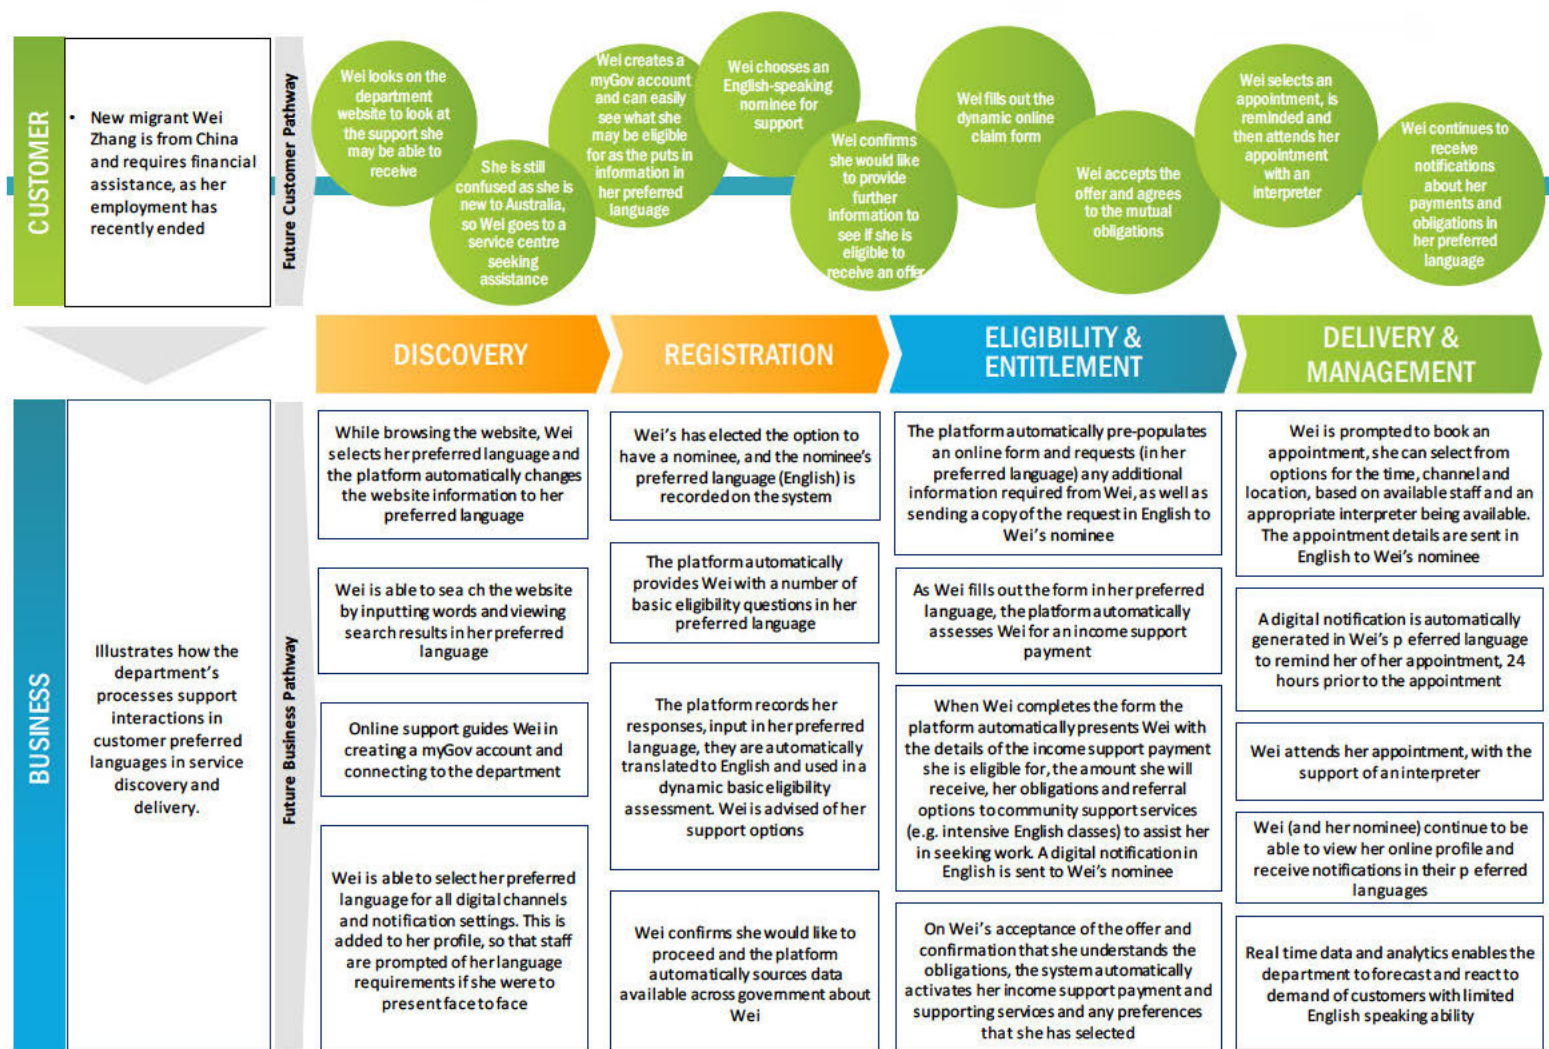 CUSTOMER
• New migrant Wei
Zhang is from China
and requires financial
assistance, as her
employment has
recently ended
Future Customer Pathway
Wei looks on the
department
website to look at
the support she
may be able to
receive
She is still
confused as she is
new to Australia,
so Wei goes to a
service centre
seeking
assistance
Wei creates a
myGov account
and can easily
see what she
may be eligible
for as the puts in
information in
her preferred
language
Wei chooses an
English-speaking
nominee for
support
Wei confirms
she would like
to provide
further
information to
see if she is
eligible to
receive an offer
Wei fills out the
dynamic online
claim form
Wei accepts the
offer and agrees
to the mutual
obligations
Wei selects an
appointment, is
reminded and
then attends her
appointment
with an
interpreter
Wei continues to
receive
notifications
about her
payments and
obligations in
her preferred
language
DISCOVERY
REGISTRATION
ELIGIBILITY &
ENTITLEMENT
DELIVERY &
MANAGEMENT
BUSINESS
Illustrates how the
department's
processes support
interactions in
customer preferred
languages in service
discovery and
delivery.
Future Business Pathway
While browsing the website, Wei
selects her preferred language and
the platform automatically changes
the website information to her
preferred language
Wei is able to sea ch the website
by inputting words and viewing
search results in her preferred
language
Online support guides Wei in
creating a myGov account and
connecting to the department
Wei is able to select her preferred
language for all digital channels
and notification settings. This is
added to her profile, so that staff
are prompted of her language
requirements if she were to
present face to face
Wei's has elected the option to
have a nominee, and the nominee's
preferred language (English) is
recorded on the system
The platform automatically
provides Wei with a number of
basic eligibility questions in her
preferred language
The platform records her
responses, input in her preferred
language, they are automatically
translated to English and used in a
dynamic basic eligibility
assessment. Wei is advised of her
support options
Wei confirms she would like to
proceed and the platform
automatically sources data
available across government about
Wei
The platform automatically pre-populates
an online form and requests (in her
preferred language) any additional
information required from Wei, as well as
sending a copy of the request in English to
Wei's nominee
As Wei fills out the form in her preferred
language, the platform automatically
assesses Wei for an income support
payment
When Wei completes the form the
platform automatically presents Wei with
the details of the income support payment
she is eligible for, the amount she will
receive, her obligations and referral
options to community support services
(e.g. intensive English classes) to assist her
in seeking work. A digital notification in
English is sent to Wei's nominee
On Wei's acceptance of the offer and
confirmation that she understands the
obligations, the system automatically
activates her income support payment and
supporting services and any preferences
that she has selected
Wei is prompted to book an
appointment, she can select from
options for the time, channel and
location, based on available staff and an
appropriate interpreter being available.
The appointment details are sent in
English to Wei's nominee
A digital notification is automatically
generated in Wei's p eferred language
to remind her of her appointment, 24
hours prior to the appointment
Wei attends her appointment, with the
support of an interpreter
Wei (and her nominee) continue to be
able to view her online profile and
receive notifications in their p eferred
languages
Real time data and analytics enables the
department to forecast and react to
demand of customers with limited
English speaking ability